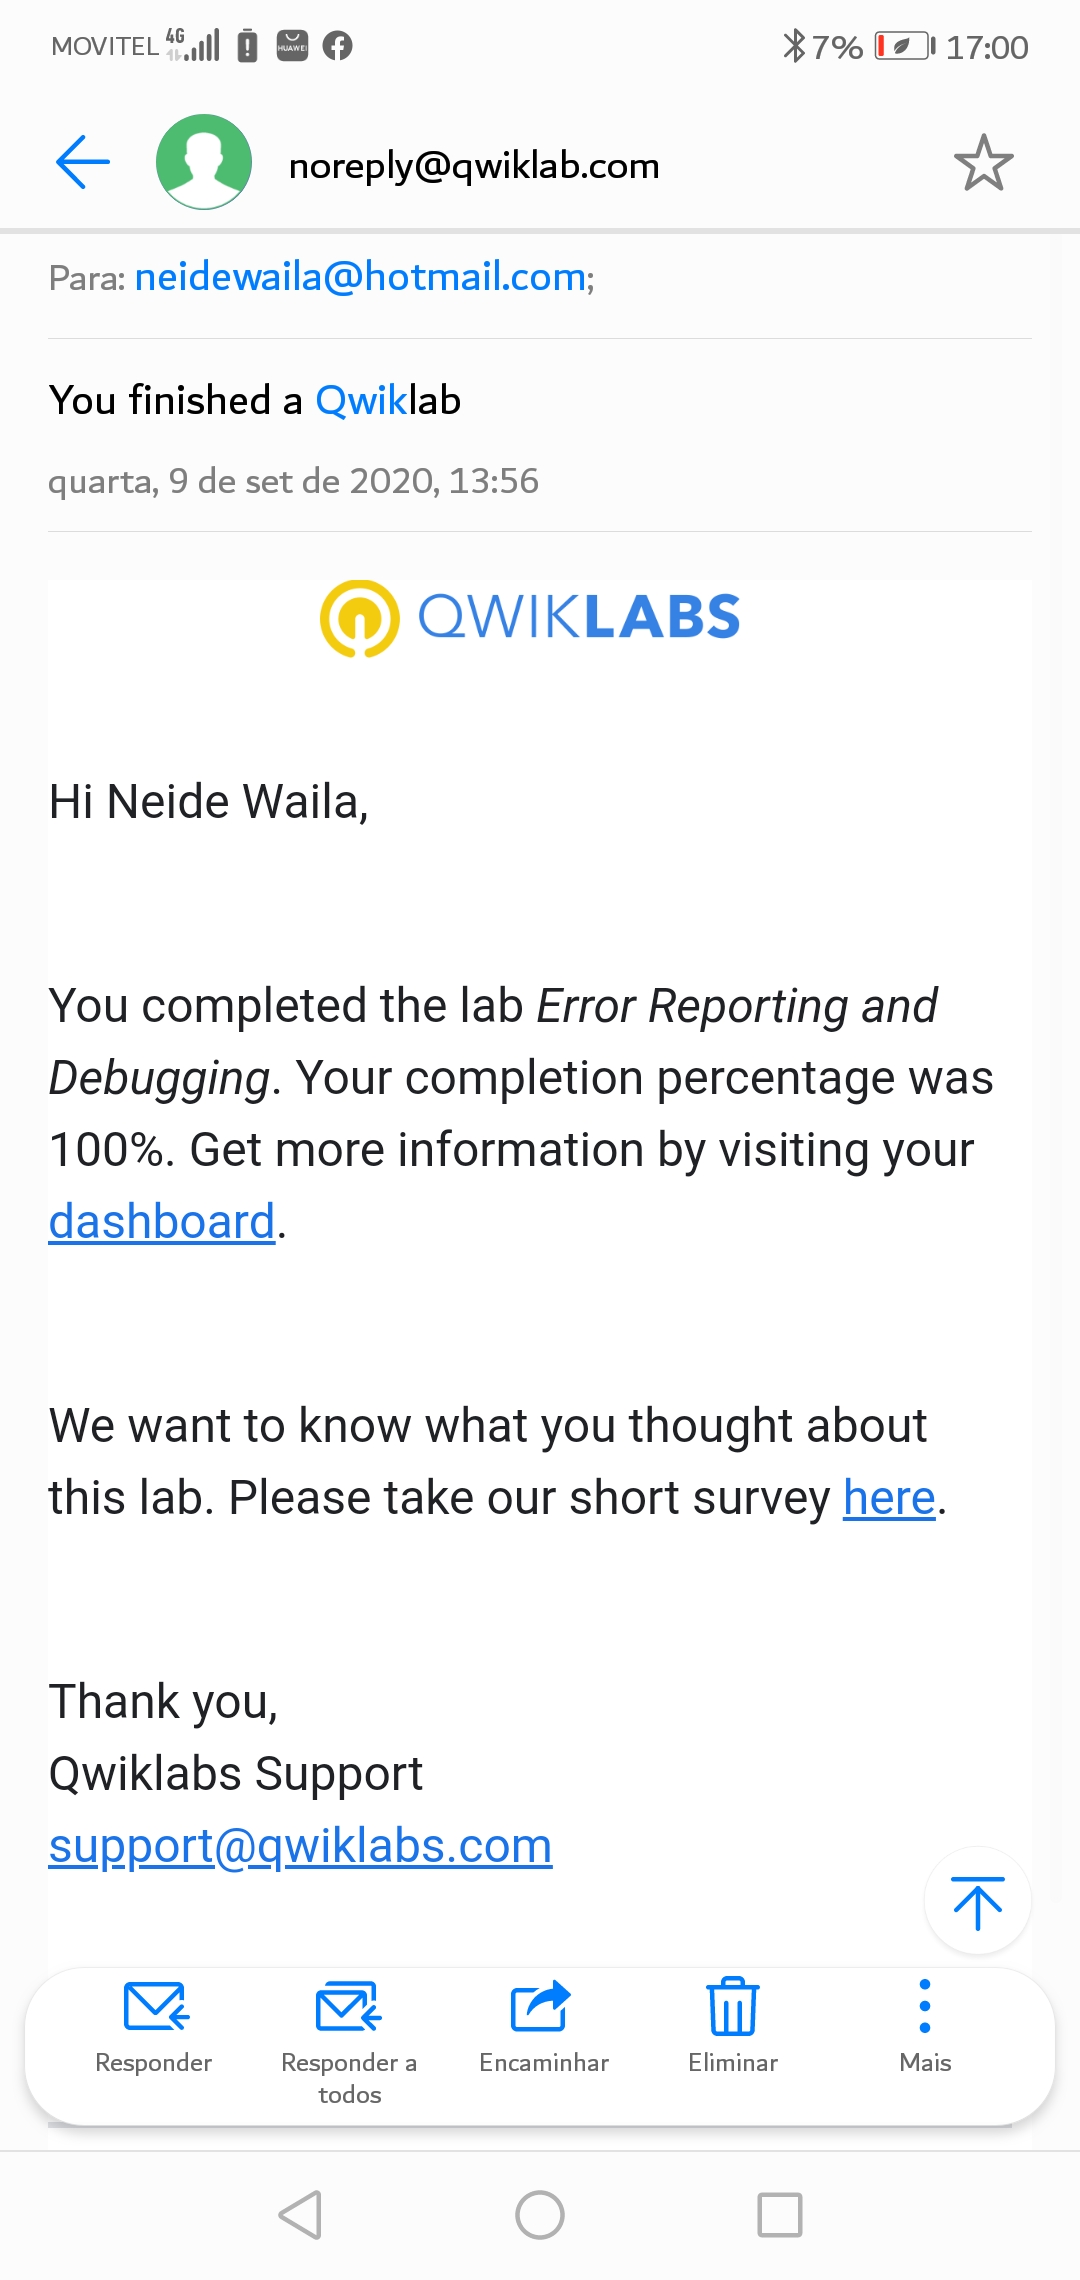 MOVITEL 4G HUAWEI 7% 17:00
noreply@qwiklab.com
Para: neidewaila@hotmail.com;
You finished a Qwiklab
quarta, 9 de set de 2020, 13:56
QWIKLABS
Hi Neide Waila,
You completed the lab Error Reporting and
Debugging. Your completion percentage was
100%. Get more information by visiting your
dashboard.
We want to know what you thought about
this lab. Please take our short survey here.
Thank you,
Qwiklabs Support
support@qwiklabs.com
Responder
Responder a
todos
Encaminhar
Eliminar
Mais